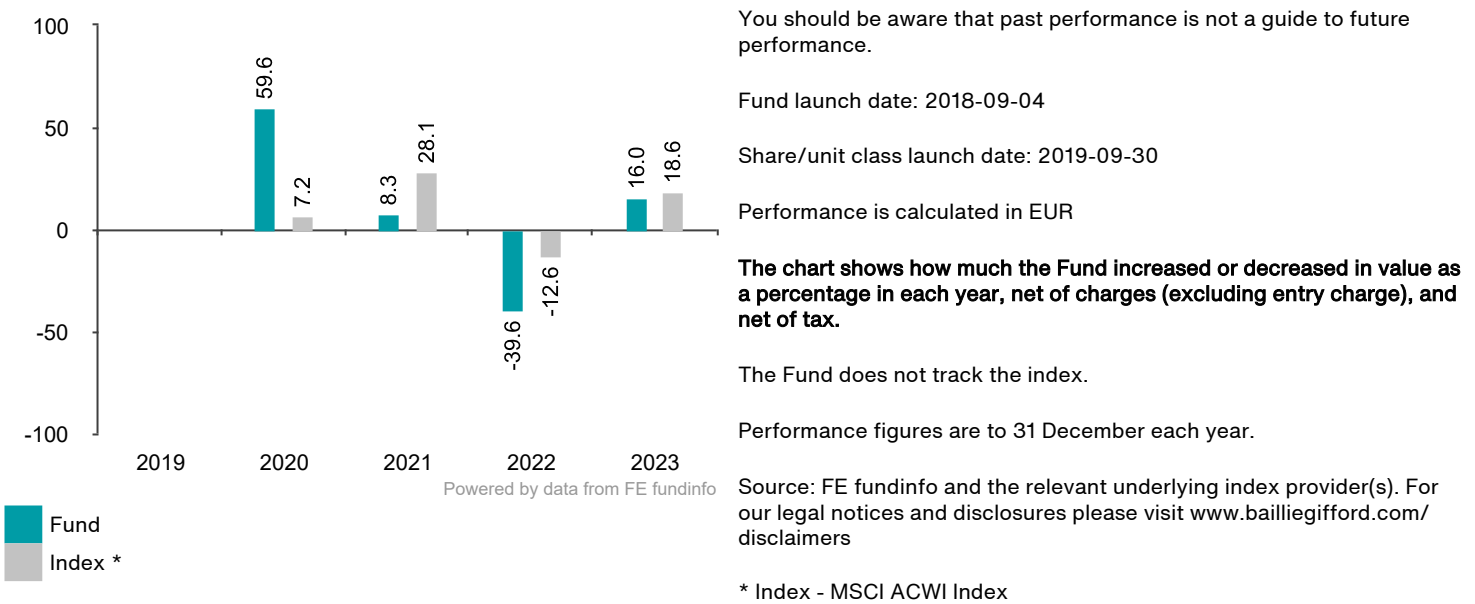 100
50
0
-50
-100
59.6
7.2
8.3
28.1
-39.6
-12.6
16.0
18.6
2019 2020 2021 2022 2023
Powered by data from FE fundinfo
Fund
Index *
You should be aware that past performance is not a guide to future
performance.
Fund launch date: 2018-09-04
Share/unit class launch date: 2019-09-30
Performance is calculated in EUR
The chart shows how much the Fund increased or decreased in value as
a percentage in each year, net of charges (excluding entry charge), and
net of tax.
The Fund does not track the index.
Performance figures are to 31 December each year.
Source: FE fundinfo and the relevant underlying index provider(s). For
our legal notices and disclosures please visit www.bailliegifford.com/
disclaimers
* Index - MSCI ACWI Index